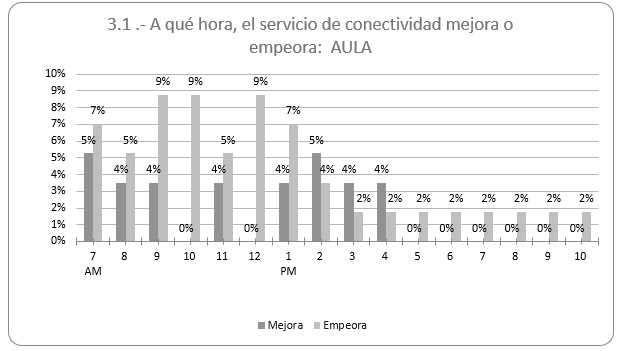 3.1 .- A qué hora, el servicio de conectividad mejora o
empeora: AULA
10%
9%
8%
7%
6%
5%
4%
3%
2%
1%
0%
5% 4% 4% 0% 4% 0% 4% 5% 4% 4% 0% 0% 0% 0% 0% 0%
7% 5% 9% 9% 5% 9% 7% 4% 2% 2% 2% 2% 2% 2% 2% 2%
7 8 9 10 11 12 1 2 3 4 5 6 7 8 9 10
AM PM
Mejora Empeora